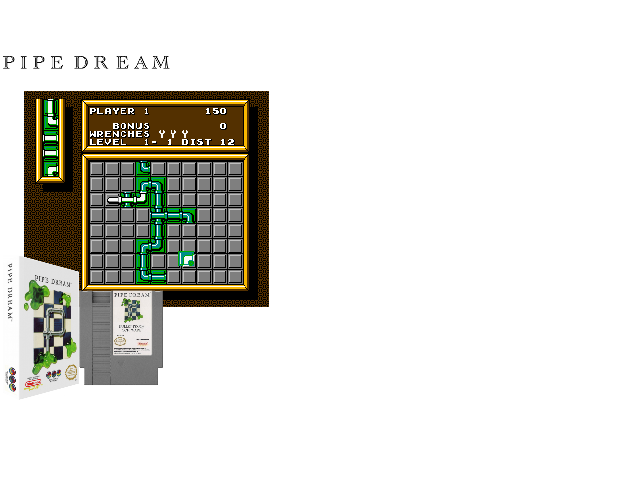 PIPE DREAM
PLAYER 1 150
BONUS 0
WRENCHES
LEVEL 1- 1 DIST 12
PIPE DREAM
PIPE DREAM
PIPE DREAM